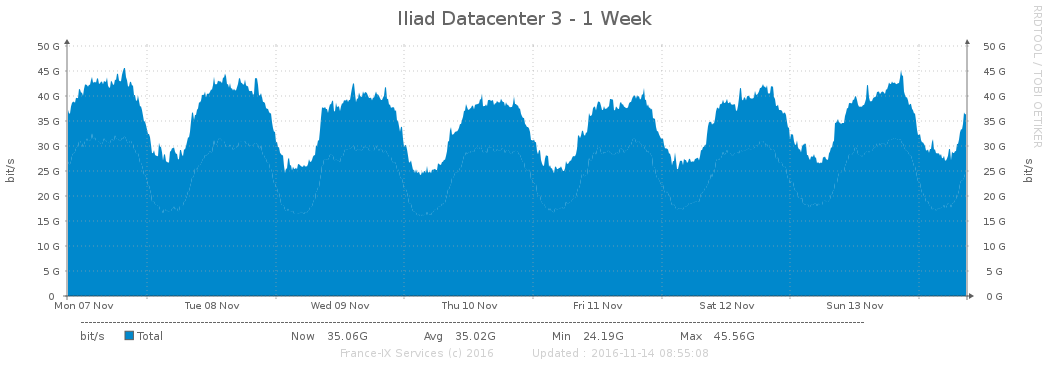 Iliad Datacenter 3 - 1 Week
RRDTOOL / TOBI OETIKER
50 G 50 G
45 G 45 G
40 G 40 G
35 G 35 G
30 G 30 G
25 G 25 G
20 G 20 G
15 G 15 G
10 G 10 G
5 G 5 G
0 0 G
bit/s bit/s
Mon 07 Nov Tue 08 Nov Wed 09 Nov Thu 10 Nov Fri 11 Nov Sat 12 Nov Sun 13 Nov
bit/s Total Now 35.06G Avg 35.02G Min 24.19G Max 45.56G
France-IX Services (c) 2016 Updated : 2016-11-14 08:55:08